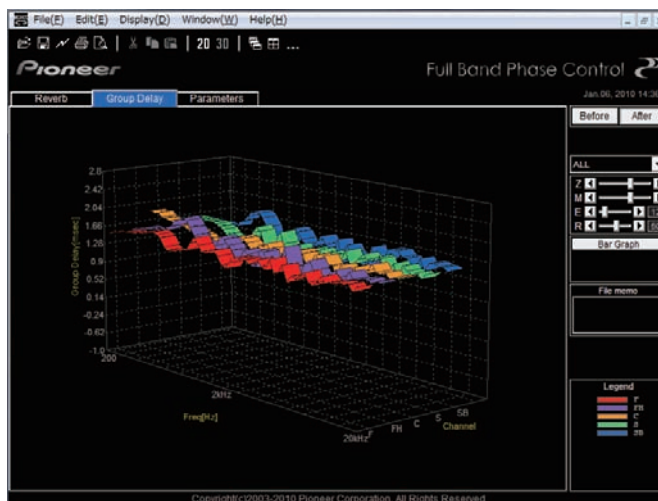 File(F) Edit(E) Display(D) Window(W) Help(H)
2D 3D ...
Pioneer
Full Band Phase Control
Reverb Group Delay Parameters
Before After
ALL
Z
M
E
R
Bar Graph
File memo
2.8
2.42
2.04
1.66
1.28
0.9
0.52
0.14
-0.24
-0.62
-1.0
Group Delay[msec]
200
2kHz
20kHz
Freq[Hz]
F
FH
C
S
SB
Channel
Legend
F
FH
C
S
SB
Copyright(c)2003-2010 Pioneer Corporation. All Rights Reserved.